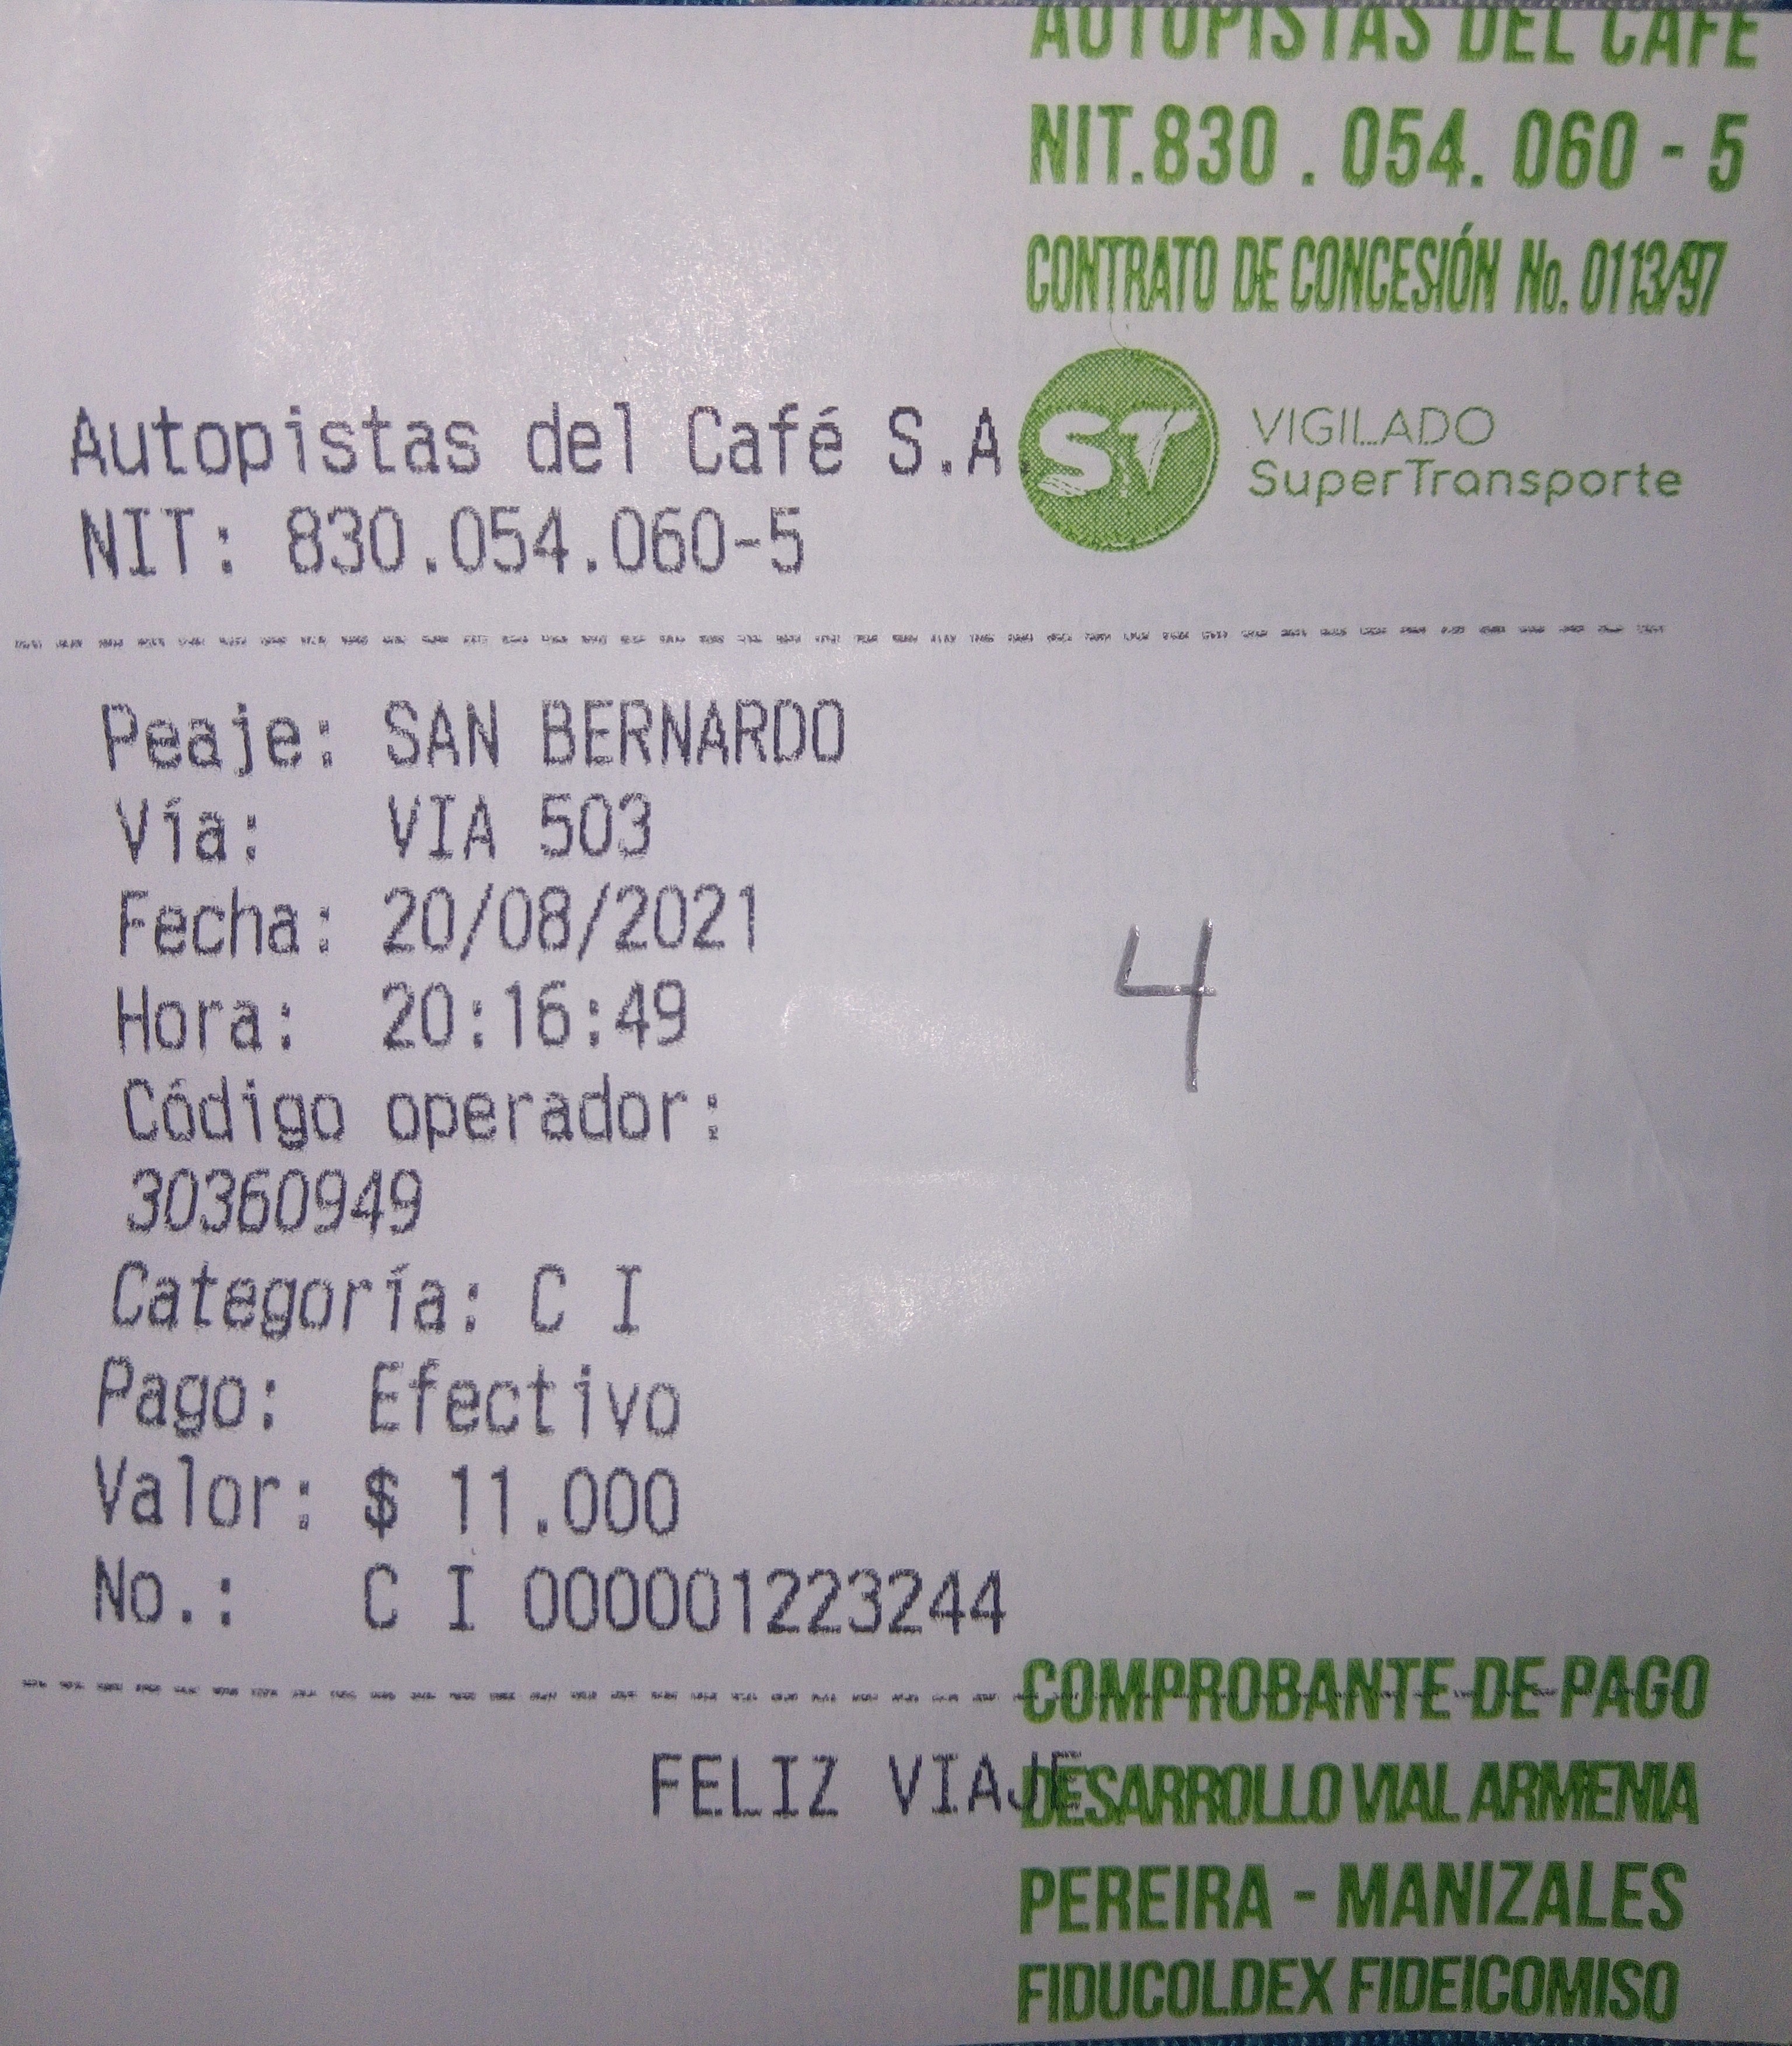 AUTOPISTAS DEL CAFE
NIT.830 . 054. 060 - 5
CONTRATO DE CONCESIÓN No. 0113/97
ST VIGILADO
SuperTransporte
Autopistas del Café S.A.
NIT: 830.054.060-5
Peaje: SAN BERNARDO
Vía: VIA 503
Fecha: 20/08/2021
Hora: 20:16:49
4
Código operador:
30360949
Categoría: C I
Pago: Efectivo
Valor: $ 11.000
No.: C I 000001223244
COMPROBANTE DE PAGO
FELIZ VIAJE
DESARROLLO VIAL ARMENIA
PEREIRA - MANIZALES
FIDUCOLDEX FIDEICOMISO